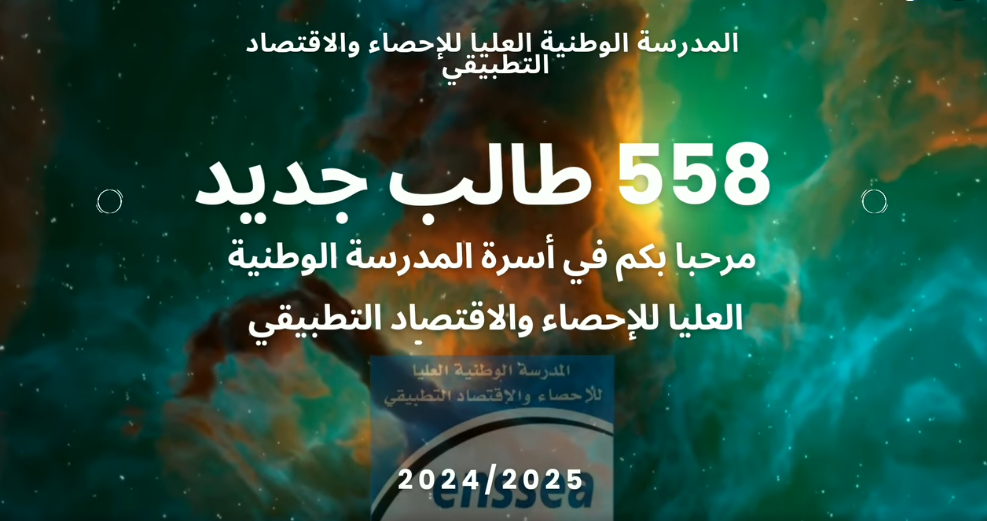 المدرسة الوطنية العليا للإحصاء والاقتصاد
التطبيقي
558 طالب جديد
مرحبا بكم في أسرة المدرسة الوطنية
العليا للإحصاء والاقتصاد التطبيقي
المدرسة الوطنية العليا
للإحصاء والإقتصاد التطبيقي
2024/2025
enssea